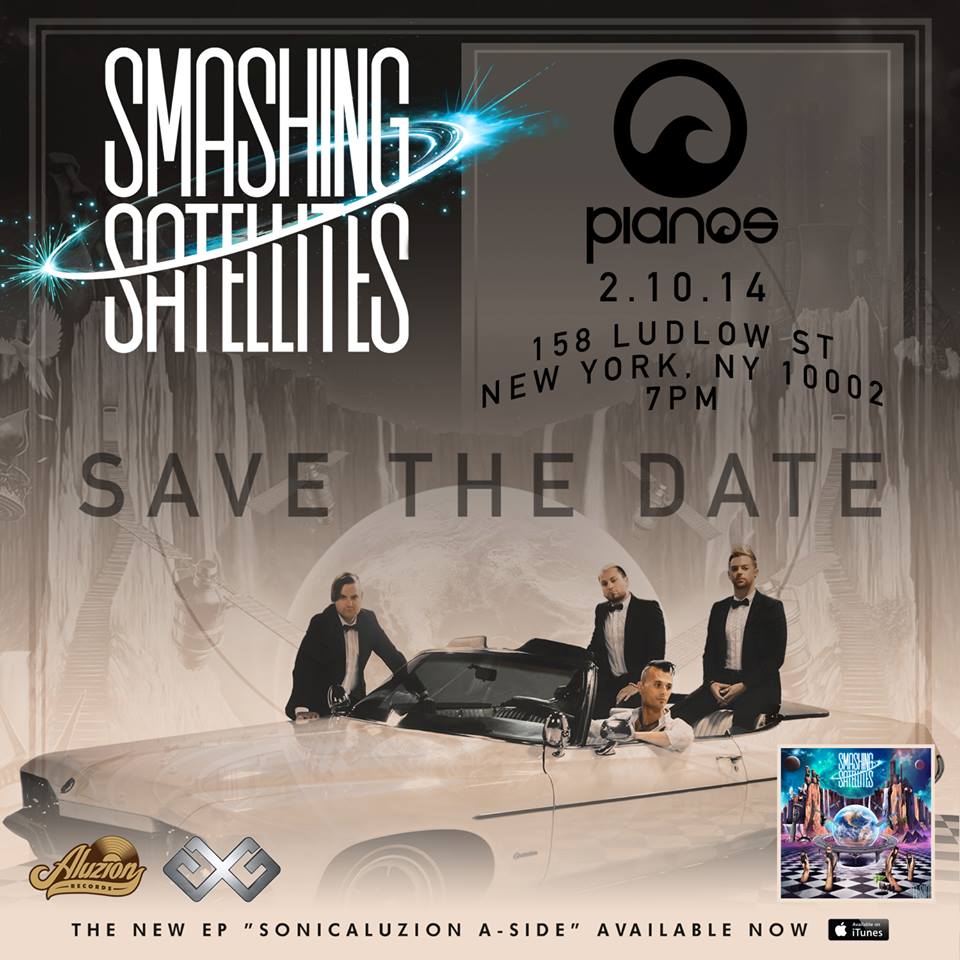 SMASHING
SATELLITES
pianos
2.10.14
158 LUDLOW ST
NEW YORK, NY 10002
7PM
SAVE THE DATE
SMASHING
SATELLITES
Aluzion
RECORDS
THE NEW EP "SONICALUZION A-SIDE" AVAILABLE NOW
Available on
iTunes